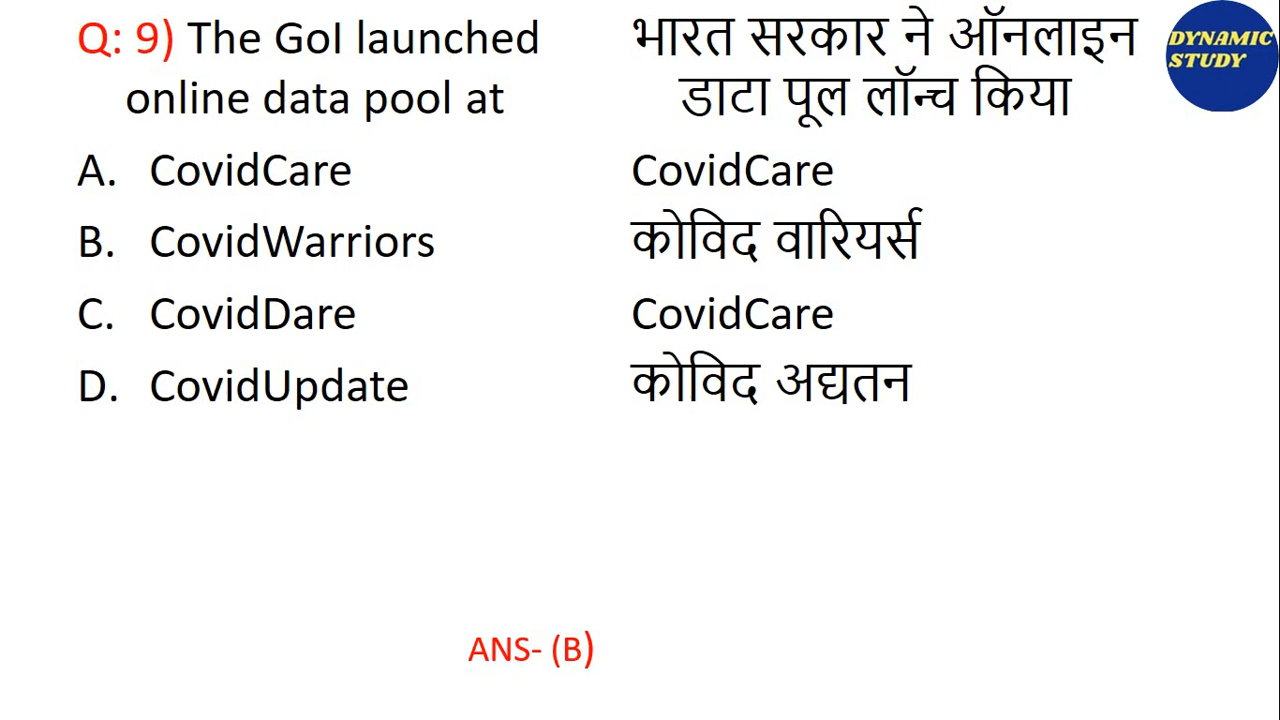 Q: 9) The GoI launched
online data pool at
A. CovidCare
B. CovidWarriors
C. CovidDare
D. CovidUpdate
भारत सरकार ने ऑनलाइन
डाटा पूल लॉन्च किया
CovidCare
कोविद वारियर्स
CovidCare
कोविद अद्यतन
DYNAMIC
STUDY
ANS- (B)